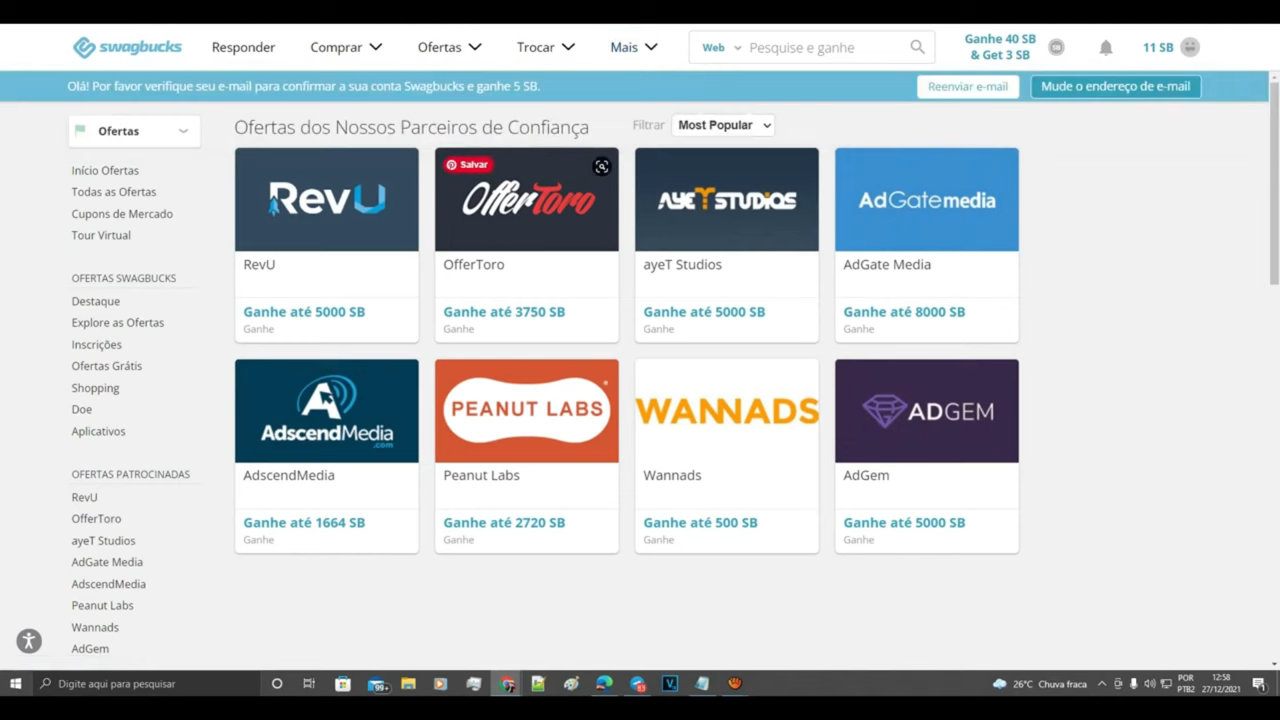 swagbucks
Responder
Comprar
Ofertas
Trocar
Mais
Web
Pesquise e ganhe
Ganhe 40 SB
& Get 3 SB
SB
11 SB
Olá! Por favor verifique seu e-mail para confirmar a sua conta Swagbucks e ganhe 5 SB.
Reenviar e-mail
Mude o endereço de e-mail
Ofertas
Início Ofertas
Todas as Ofertas
Cupons de Mercado
Tour Virtual
OFERTAS SWAGBUCKS
Destaque
Explore as Ofertas
Inscrições
Ofertas Grátis
Shopping
Doe
Aplicativos
OFERTAS PATROCINADAS
RevU
OfferToro
ayeT Studios
AdGate Media
AdscendMedia
Peanut Labs
Wannads
AdGem
Ofertas dos Nossos Parceiros de Confiança
Filtrar
Most Popular
RevU
RevU
Ganhe até 5000 SB
Ganhe
Salvar
OfferToro
OfferToro
Ganhe até 3750 SB
Ganhe
AYET STUDIOS
ayeT Studios
Ganhe até 5000 SB
Ganhe
AdGatemedia
AdGate Media
Ganhe até 8000 SB
Ganhe
A
AdscendMedia
.com
AdscendMedia
Ganhe até 1664 SB
Ganhe
PEANUT LABS®
Peanut Labs
Ganhe até 2720 SB
Ganhe
WANNADS
Wannads
Ganhe até 500 SB
Ganhe
ADGEM
AdGem
Ganhe até 5000 SB
Ganhe
Digite aqui para pesquisar
99+
26°C Chuva fraca
POR
PTB2
12:58
27/12/2021